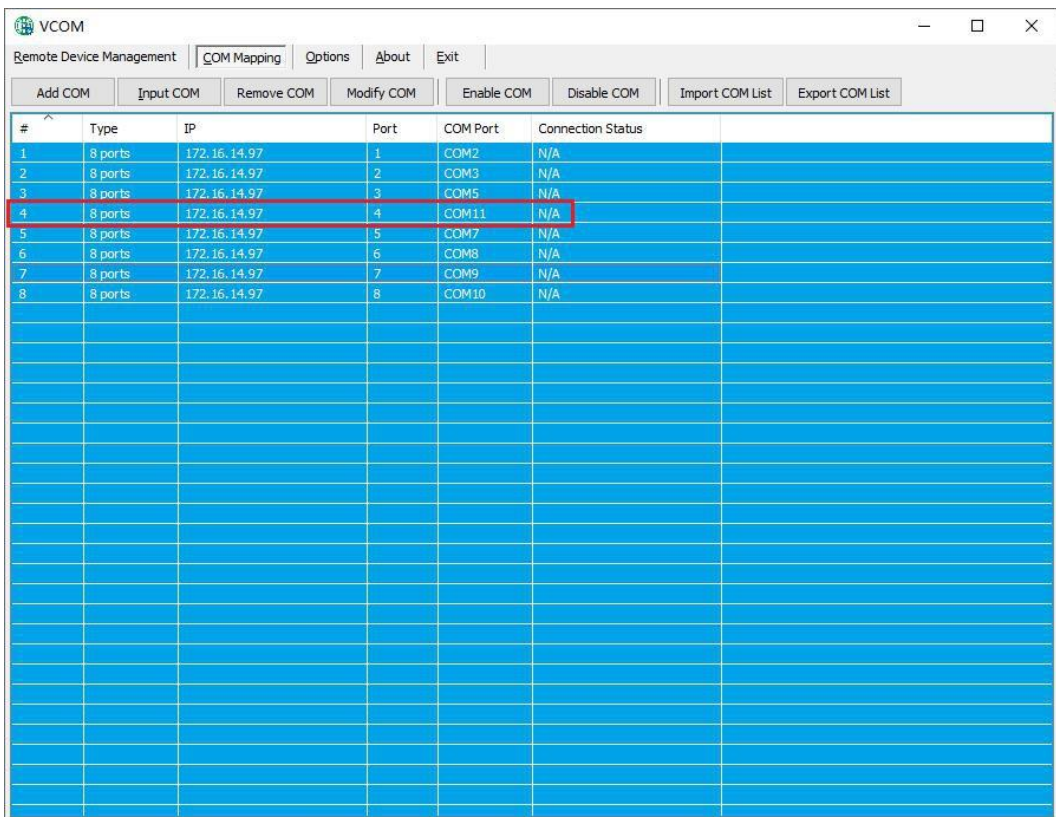 VCOM
Remote Device Management COM Mapping Options About Exit
Add COM Input COM Remove COM Modify COM Enable COM Disable COM Import COM List Export COM List
# Type IP Port COM Port Connection Status
1 8 ports 172.16.14.97 1 COM2 N/A
2 8 ports 172.16.14.97 2 COM3 N/A
3 8 ports 172.16.14.97 3 COM5 N/A
4 8 ports 172.16.14.97 4 COM11 N/A
5 8 ports 172.16.14.97 5 COM7 N/A
6 8 ports 172.16.14.97 6 COM8 N/A
7 8 ports 172.16.14.97 7 COM9 N/A
8 8 ports 172.16.14.97 8 COM10 N/A